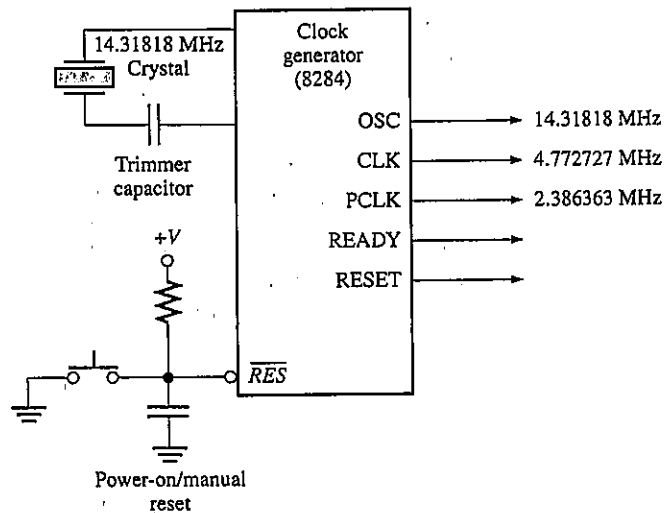 14.31818 MHz
Crystal
Trimmer
capacitor
Clock
generator
(8284)
OSC
14.31818 MHz
CLK
4.772727 MHz
PCLK
2.386363 MHz
READY
RESET
+V
RES
Power-on/manual
reset